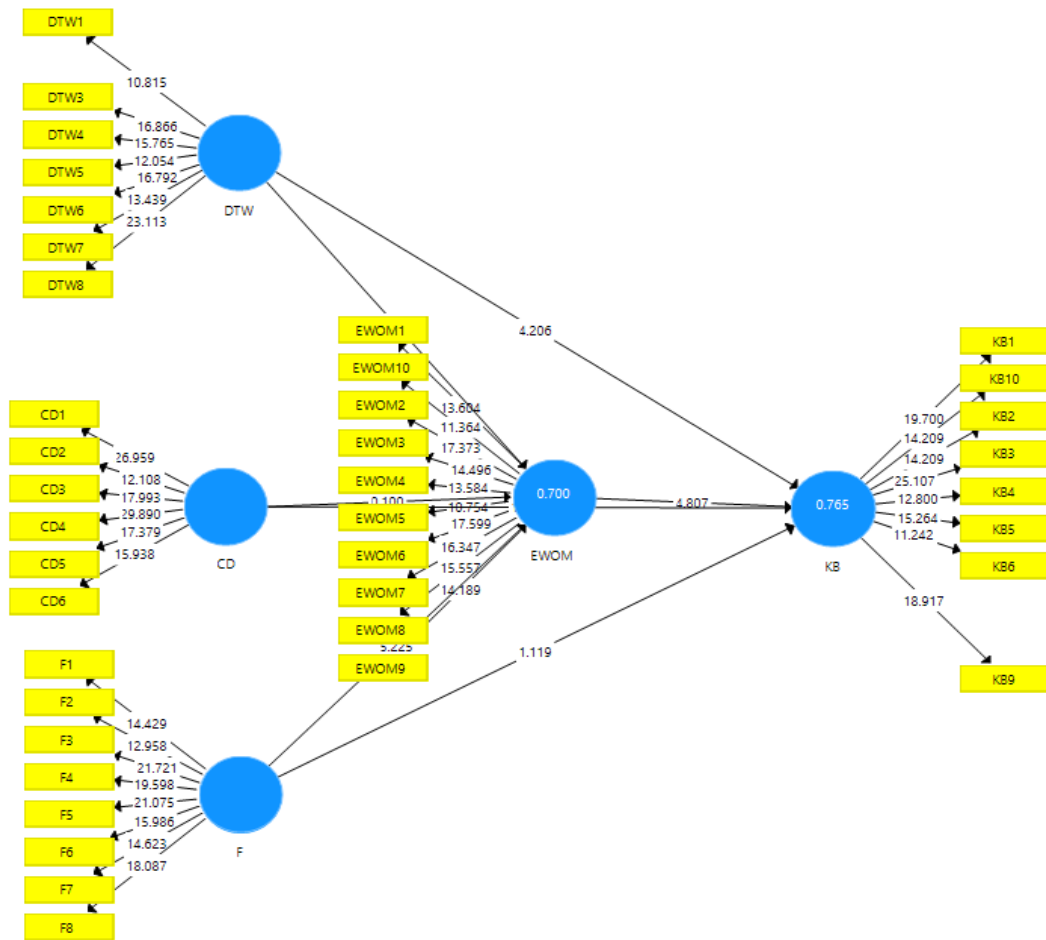 DTW1
10.815
DTW3
DTW4
DTW5
DTW6
DTW7
DTW8
16.866
15.765
12.054
16.792
13.439
23.113
DTW
4.206
EWOM1
EWOM10
EWOM2
EWOM3
EWOM4
EWOM5
EWOM6
EWOM7
EWOM8
EWOM9
13.604
11.364
17.373
14.496
13.584
10.754
17.599
16.347
15.557
14.189
0.700
EWOM
4.807
CD1
CD2
CD3
CD4
CD5
CD6
26.959
12.108
17.993
29.890
17.379
15.938
CD
0.100
KB1
KB10
KB2
KB3
KB4
KB5
KB6
KB9
19.700
14.209
14.209
25.107
12.800
15.264
11.242
18.917
0.765
KB
F1
F2
F3
F4
F5
F6
F7
F8
14.429
12.958
21.721
19.598
21.075
15.986
14.623
18.087
F
5.225
1.119